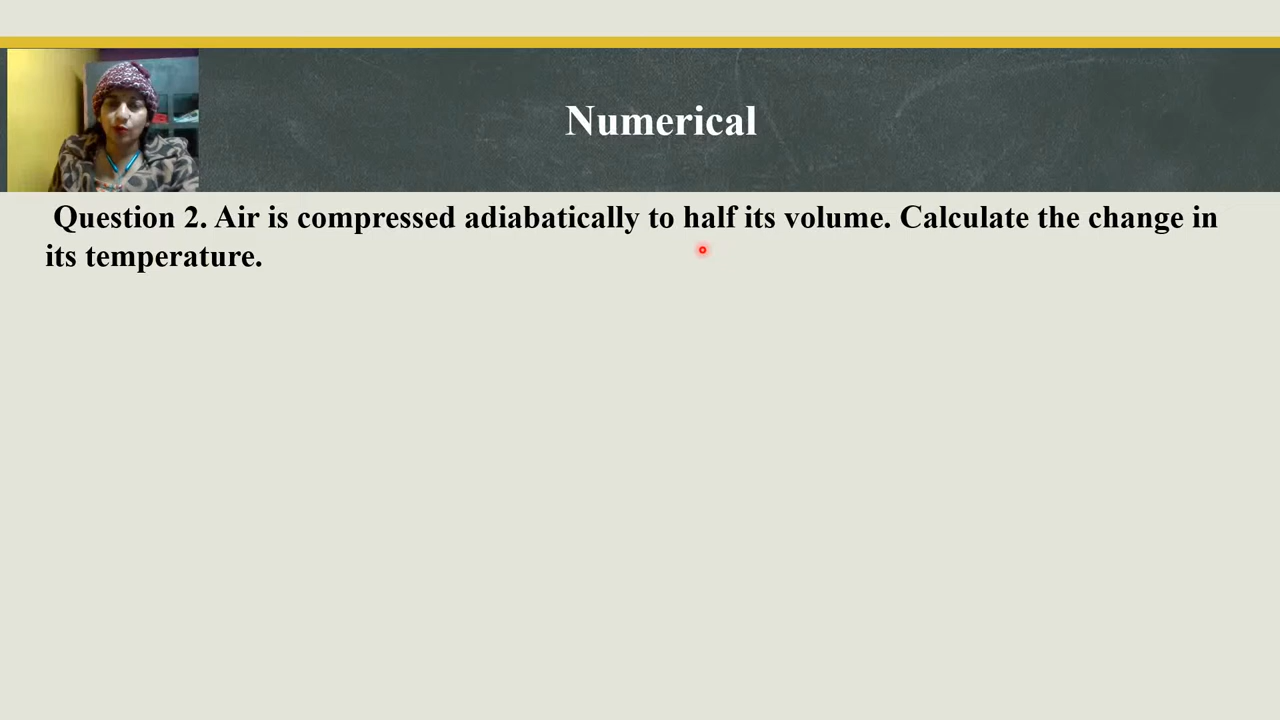 Numerical
Question 2. Air is compressed adiabatically to half its volume. Calculate the change in
its temperature.